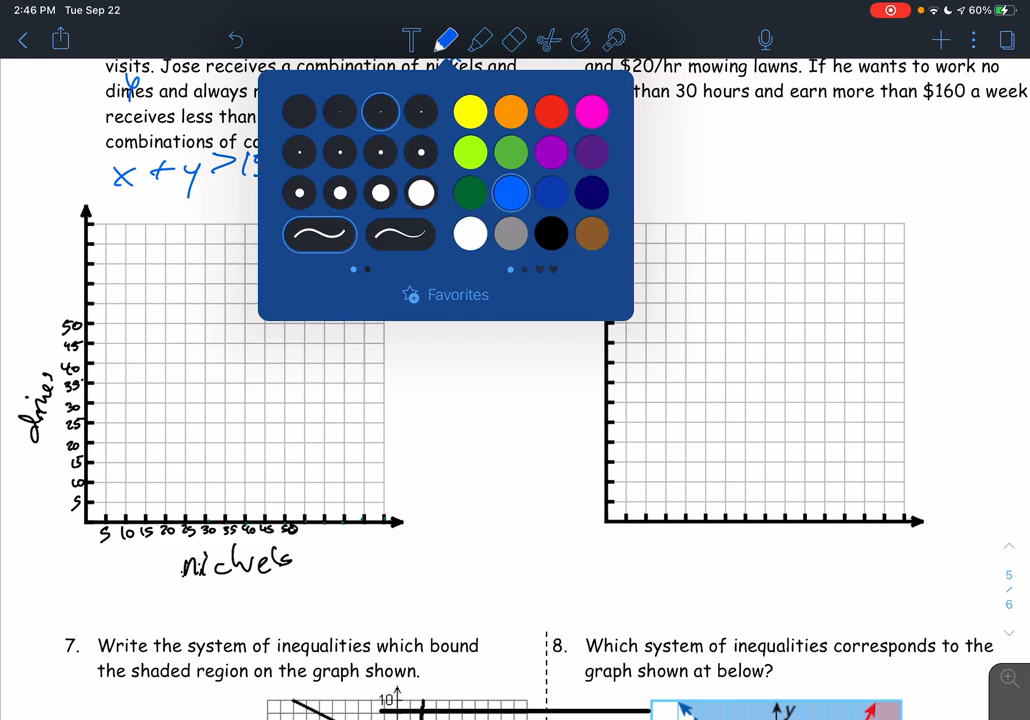 2:46 PM Tue Sep 22
60%
visits. Jose receives a combination of nickels and
dimes and always
receives less than
combinations of
x + y > 15
and $20/hr mowing lawns. If he wants to work no
than 30 hours and earn more than $160 a week
Favorites
50
45
40
35
30
25
20
15
10
5
dimes
5 10 15 20 25 30 35 40 45 50
nickels
5
/
6
7. Write the system of inequalities which bound
the shaded region on the graph shown.
8. Which system of inequalities corresponds to the
graph shown at below?
10
y